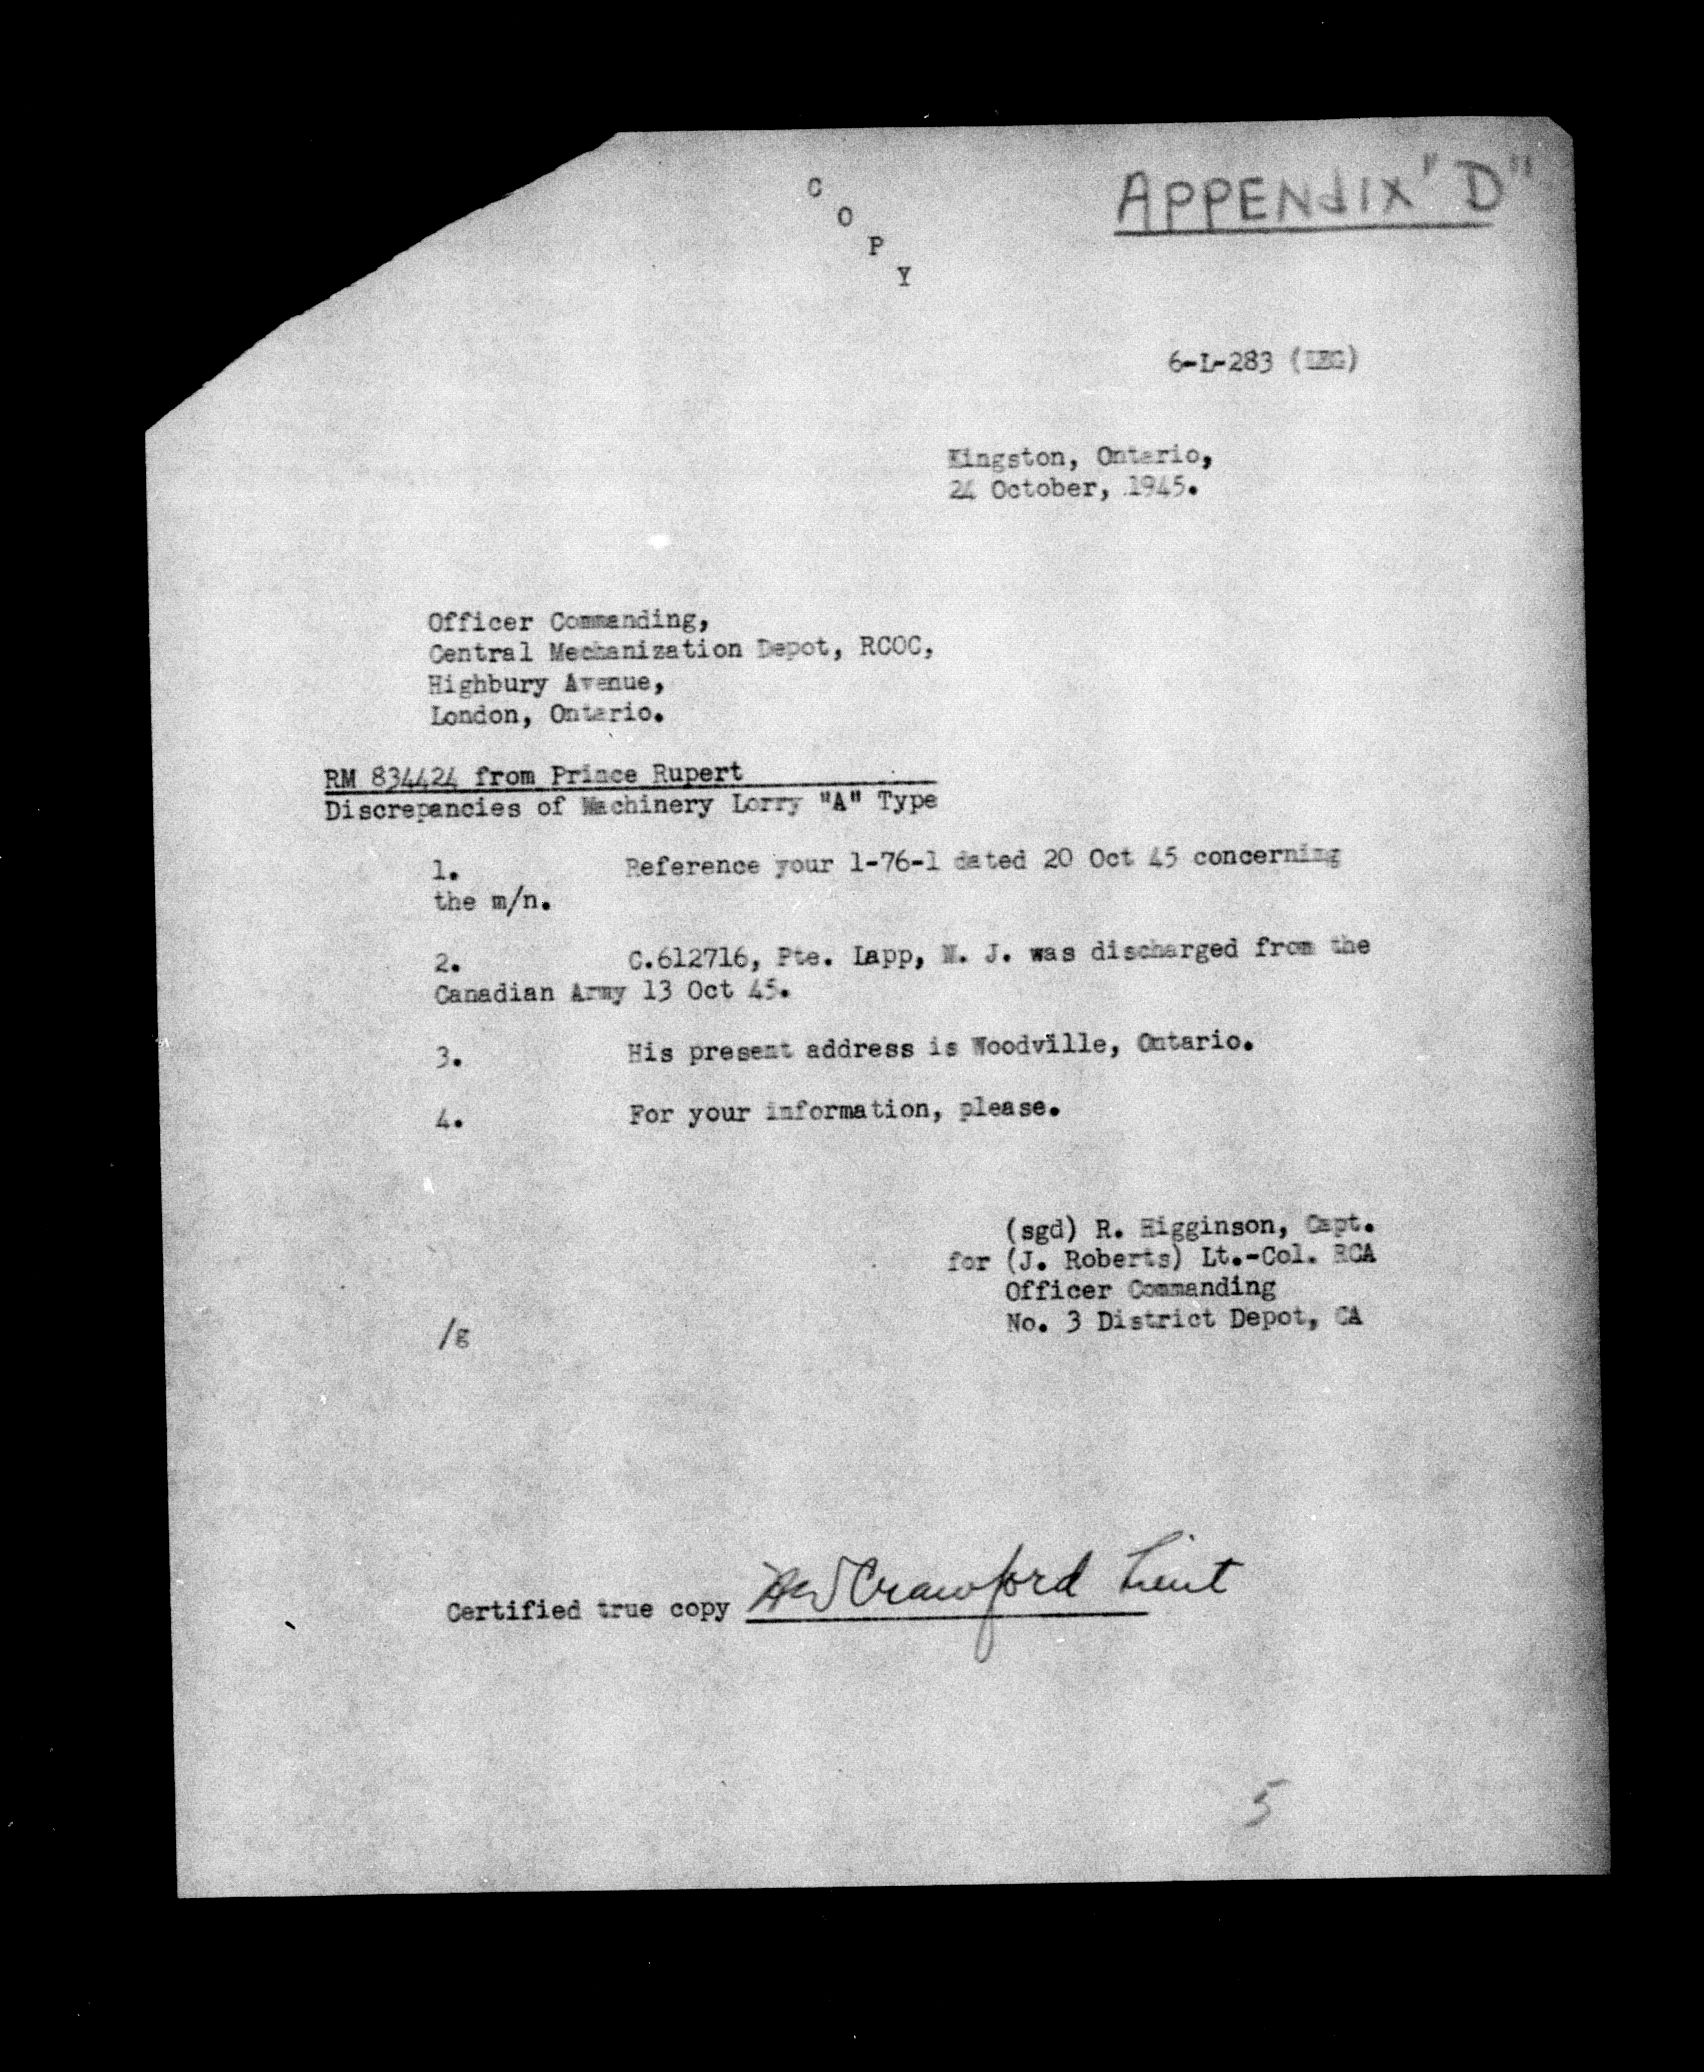 C
O
P
Y
APPENdIX "D"
6-L-283 (LEG)
Kingston, Ontario,
24 October, 1945.
Officer Commanding,
Central Mechanization Depot, RCOC,
Highbury Avenue,
London, Ontario.
RM 834424 from Prince Rupert
Discrepancies of Machinery Lorry "A" Type
1. Reference your 1-76-1 dated 20 Oct 45 concerning
the m/n.
2. C.612716, Pte. Lapp, J. was discharged from the
Canadian Army 13 Oct 45.
3. His present address is Woodville, Ontario.
4. For your information, please.
(sgd) R. Higginson, Capt.
for (J. Roberts) Lt.-Col. RCA
Officer Commanding
No. 3 District Depot, CA
/g
Certified true copy Crawford Lieut
5